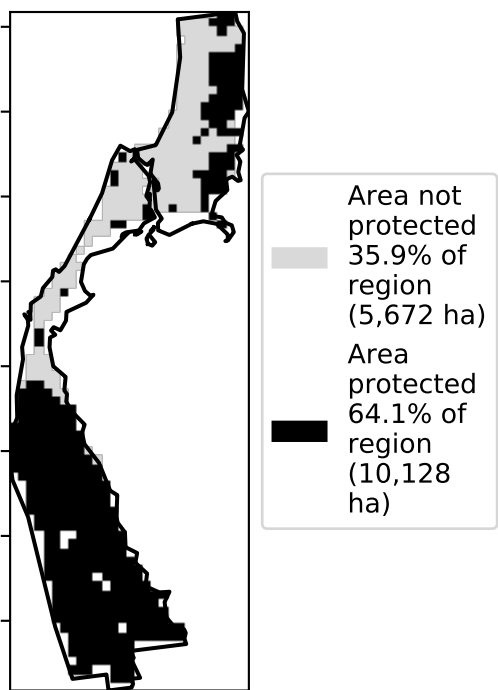 Area not
protected
35.9% of
region
(5,672 ha)
Area
protected
64.1% of
region
(10,128
ha)